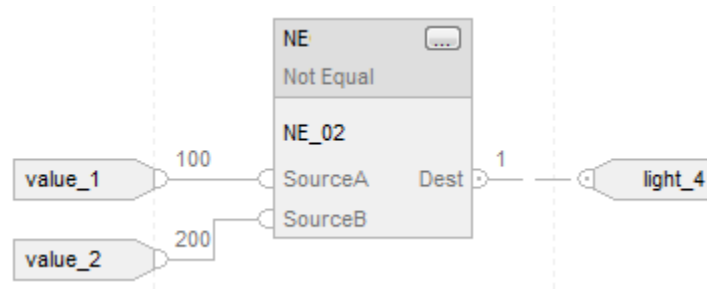 NE
...
Not Equal
NE_02
value_1 100 SourceA Dest 1 light_4
SourceB
value_2 200